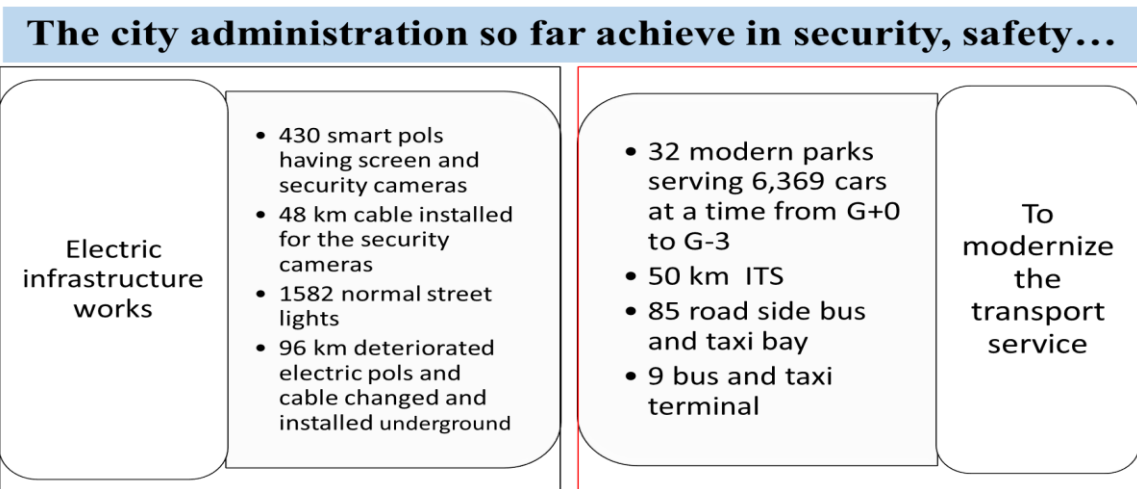 The city administration so far achieve in security, safety…
Electric
infrastructure
works
• 430 smart pols
having screen and
security cameras
• 48 km cable installed
for the security
cameras
• 1582 normal street
lights
• 96 km deteriorated
electric pols and
cable changed and
installed underground
• 32 modern parks
serving 6,369 cars
at a time from G+0
to G-3
• 50 km ITS
• 85 road side bus
and taxi bay
• 9 bus and taxi
terminal
To
modernize
the
transport
service